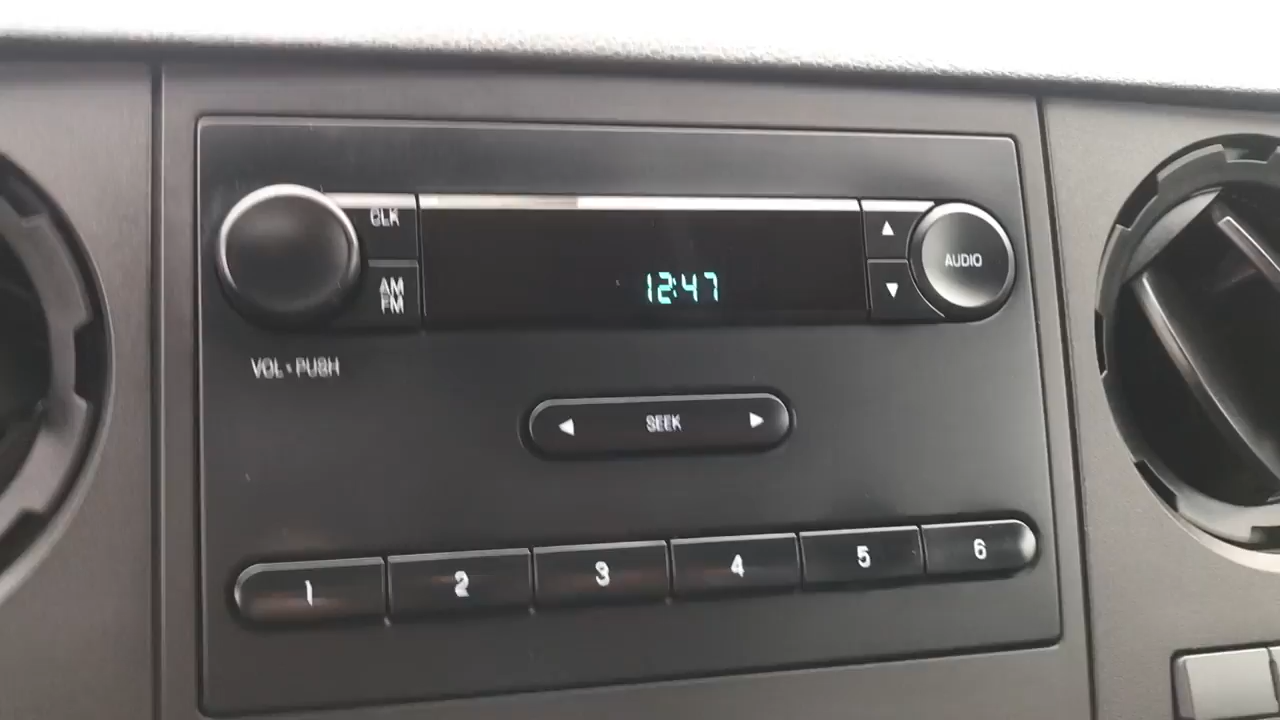 CLK
▲
AM
FM
12:47
AUDIO
▼
VOL • PUSH
◀ SEEK ▶
1 2 3 4 5 6